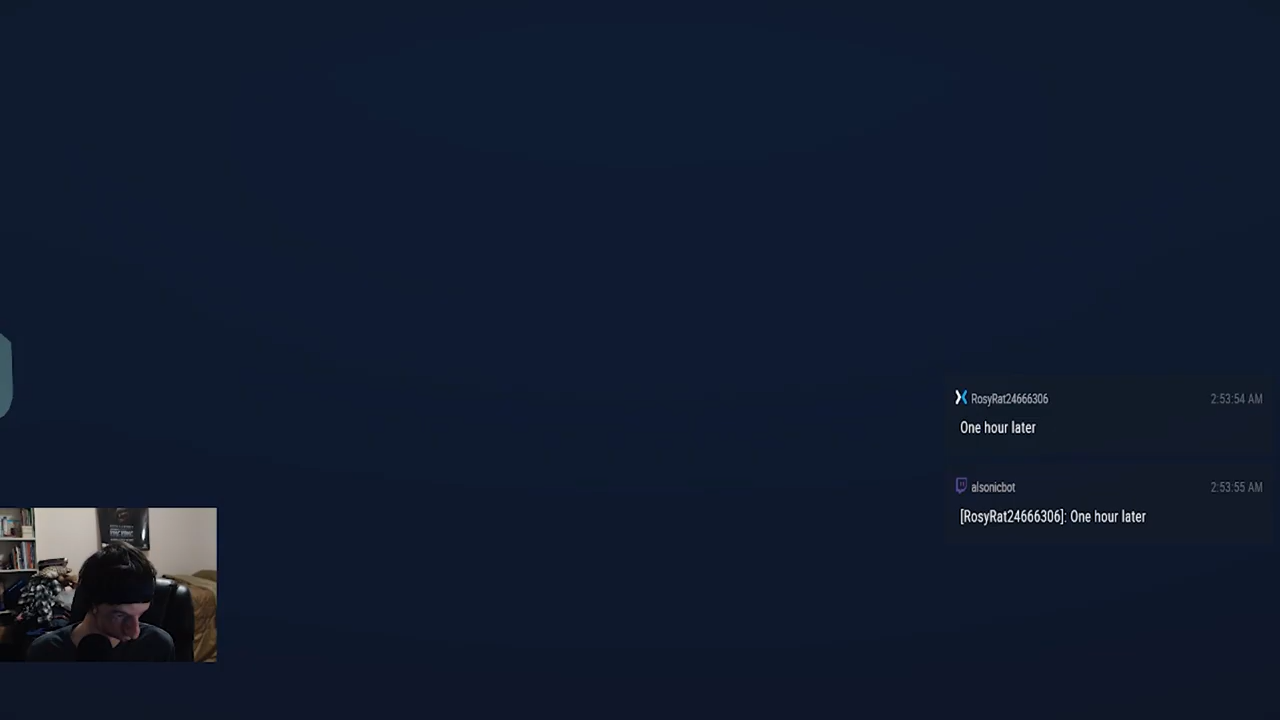 RosyRat24666306 2:53:54 AM
One hour later
alsonicbot 2:53:55 AM
[RosyRat24666306]: One hour later